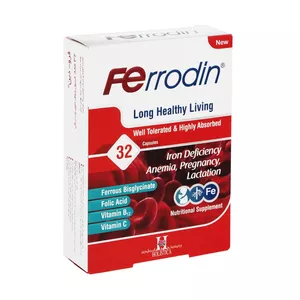 New
Ferrodin®
Long Healthy Living
Well Tolerated & Highly Absorbed
32
Capsules
Iron Deficiency
Anemia, Pregnancy,
Lactation
Fe
Nutritional Supplement
Ferrous Bisglycinate
Folic Acid
Vitamin B12
Vitamin C
H
HOLISTICA